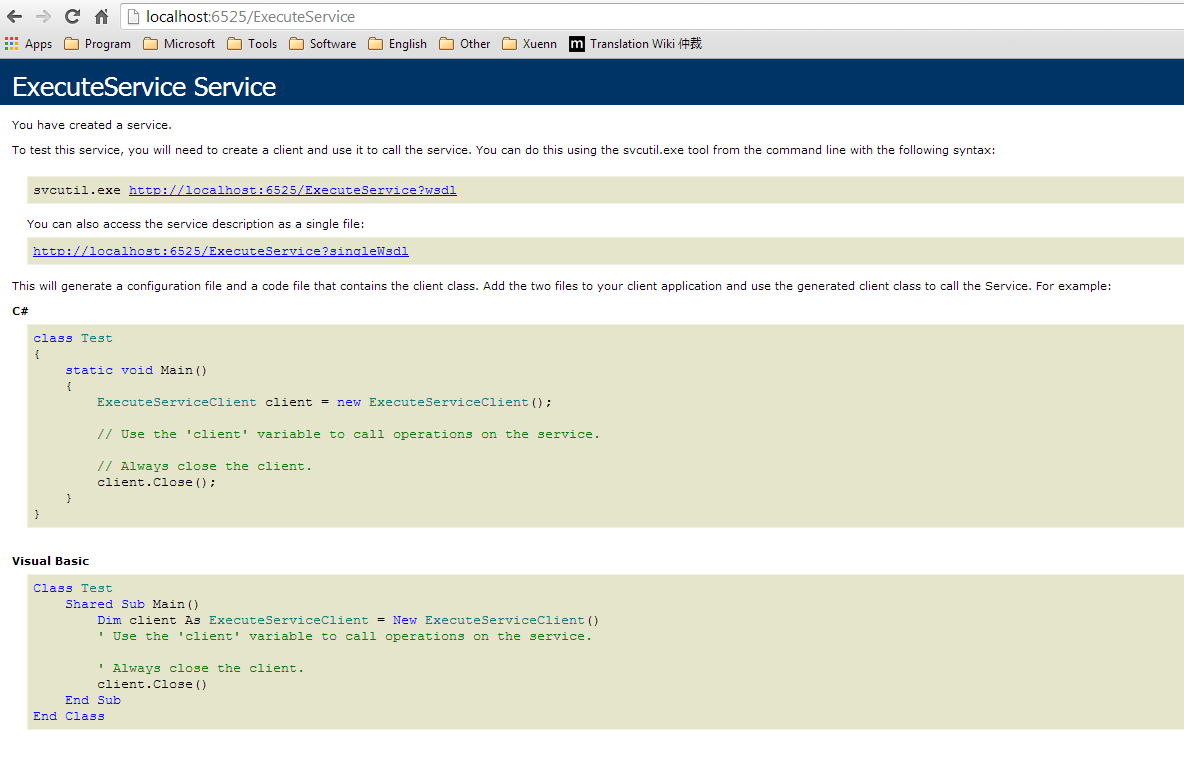 localhost:6525/ExecuteService
Apps Program Microsoft Tools Software English Other Xuenn m Translation Wiki 仲裁
ExecuteService Service
You have created a service.
To test this service, you will need to create a client and use it to call the service. You can do this using the svcutil.exe tool from the command line with the following syntax:
svcutil.exe http://localhost:6525/ExecuteService?wsdl
You can also access the service description as a single file:
http://localhost:6525/ExecuteService?singleWsdl
This will generate a configuration file and a code file that contains the client class. Add the two files to your client application and use the generated client class to call the Service. For example:
C#
class Test
{
    static void Main()
    {
        ExecuteServiceClient client = new ExecuteServiceClient();
        // Use the 'client' variable to call operations on the service.
        // Always close the client.
        client.Close();
    }
}
Visual Basic
Class Test
    Shared Sub Main()
        Dim client As ExecuteServiceClient = New ExecuteServiceClient()
        ' Use the 'client' variable to call operations on the service.
        ' Always close the client.
        client.Close()
    End Sub
End Class